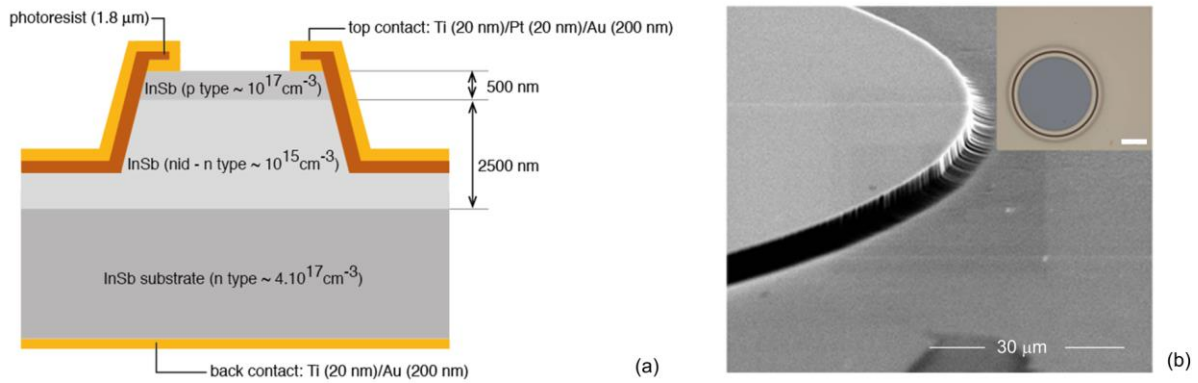 photoresist (1.8 μm)
top contact: Ti (20 nm)/Pt (20 nm)/Au (200 nm)
InSb (p type ~ 10¹⁷cm⁻³)
500 nm
InSb (nid - n type ~ 10¹⁵cm⁻³)
2500 nm
InSb substrate (n type ~ 4.10¹⁷cm⁻³)
back contact: Ti (20 nm)/Au (200 nm)
(a)
30 μm
(b)